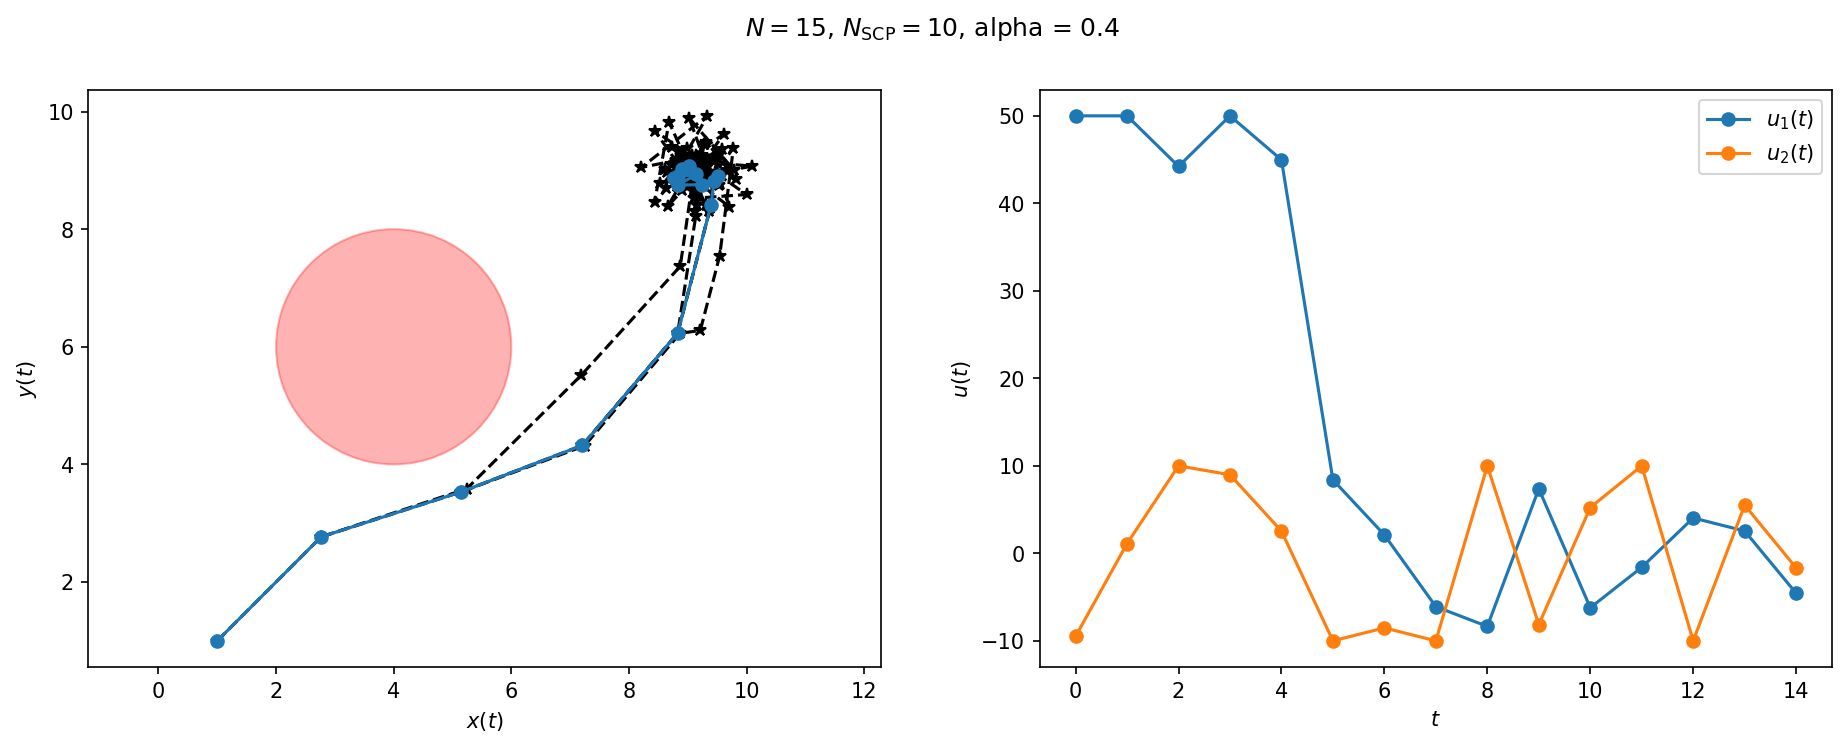 N = 15, N_SCP = 10, alpha = 0.4
10
8
6
4
2
y(t)
0 2 4 6 8 10 12
x(t)
50
40
30
20
10
0
−10
u(t)
u₁(t)
u₂(t)
0 2 4 6 8 10 12 14
t